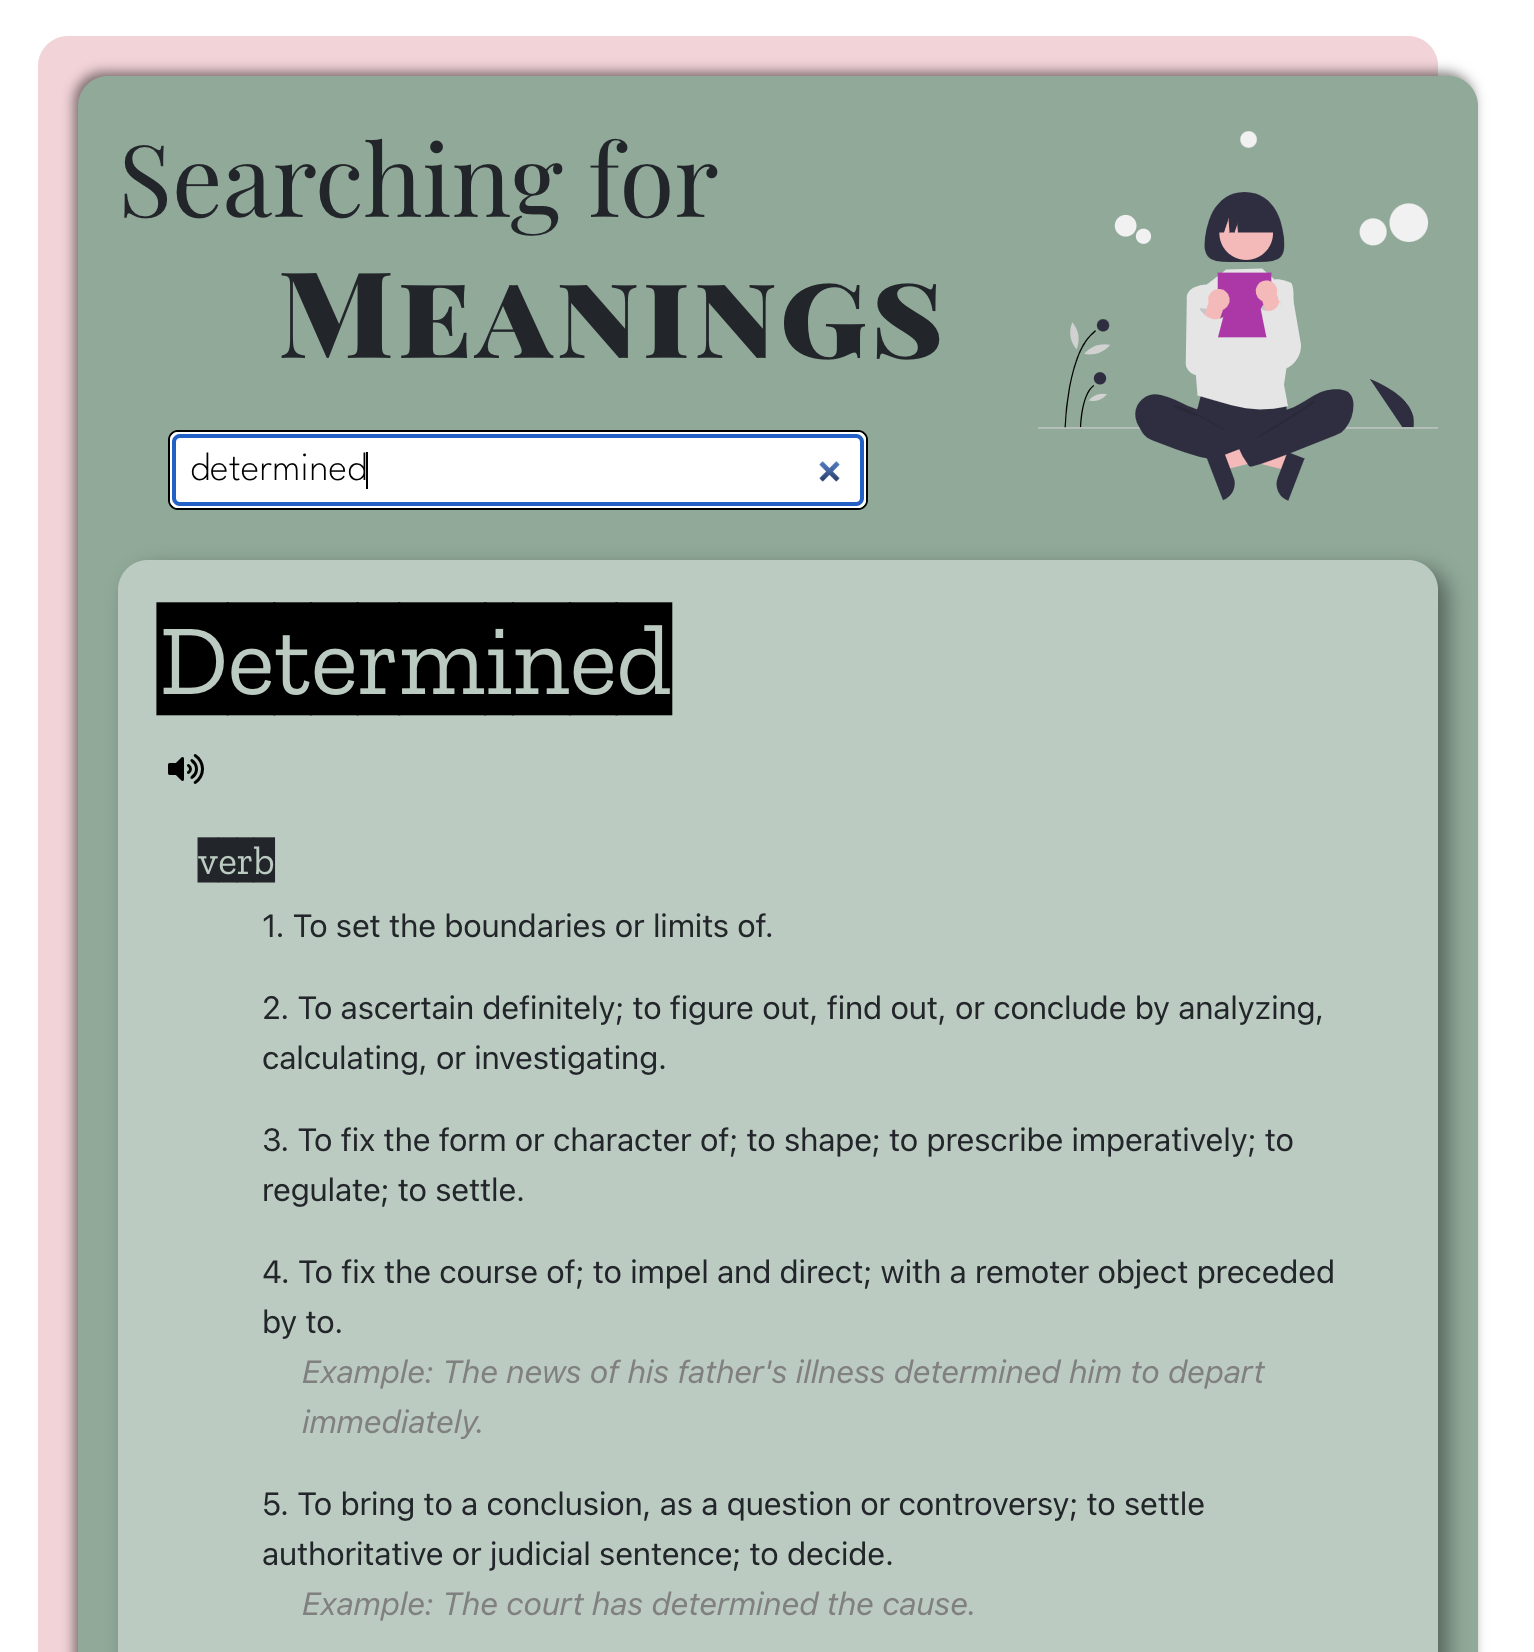 Searching for
MEANINGS
determined
Determined
verb
1. To set the boundaries or limits of.
2. To ascertain definitely; to figure out, find out, or conclude by analyzing,
calculating, or investigating.
3. To fix the form or character of; to shape; to prescribe imperatively; to
regulate; to settle.
4. To fix the course of; to impel and direct; with a remoter object preceded
by to.
Example: The news of his father's illness determined him to depart
immediately.
5. To bring to a conclusion, as a question or controversy; to settle
authoritative or judicial sentence; to decide.
Example: The court has determined the cause.